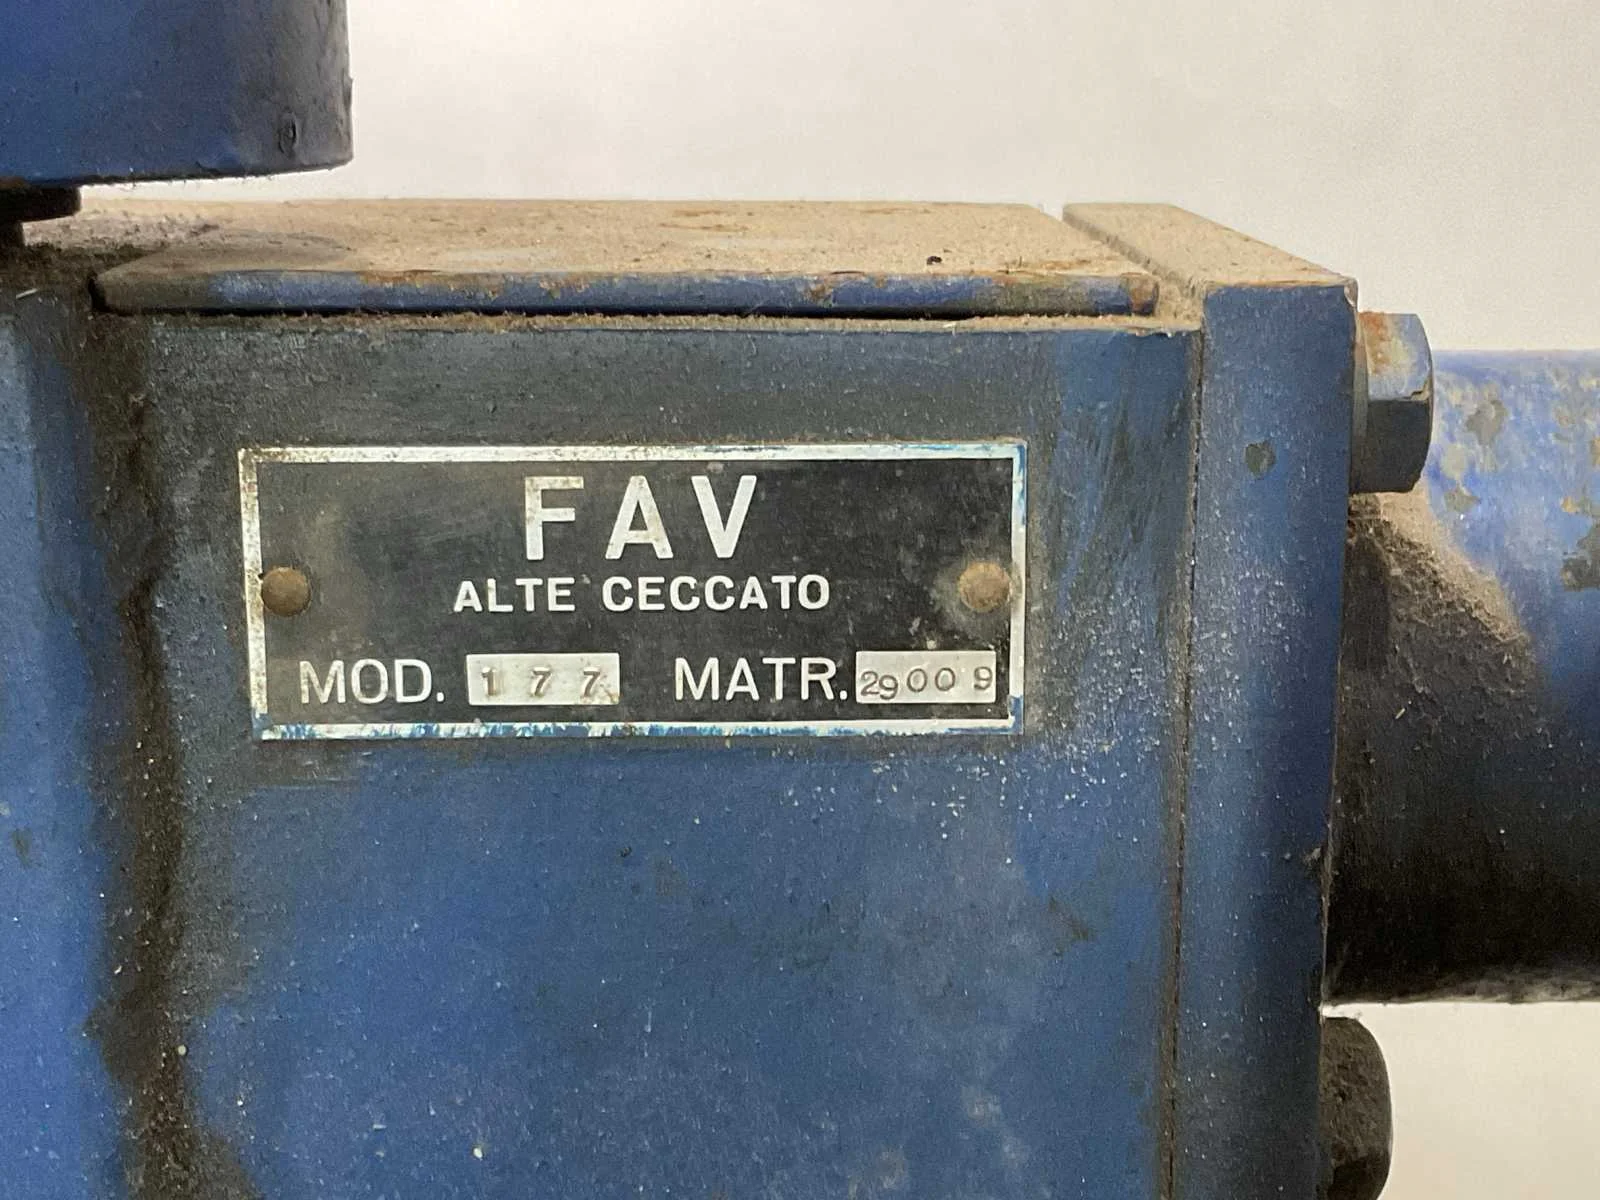 FAV
ALTE CECCATO
MOD. 177 MATR. 29009